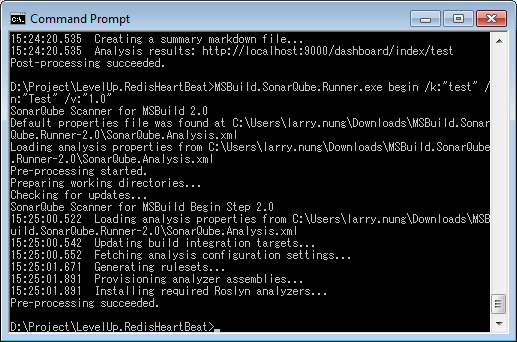 Command Prompt
15:24:20.535  Creating a summary markdown file...
15:24:20.535  Analysis results: http://localhost:9000/dashboard/index/test
Post-processing succeeded.
D:\Project\LevelUp.RedisHeartBeat>MSBuild.SonarQube.Runner.exe begin /k:"test" /
n:"Test" /v:"1.0"
SonarQube Scanner for MSBuild 2.0
Default properties file was found at C:\Users\larry.nung\Downloads\MSBuild.Sonar
Qube.Runner-2.0\SonarQube.Analysis.xml
Loading analysis properties from C:\Users\larry.nung\Downloads\MSBuild.SonarQube
.Runner-2.0\SonarQube.Analysis.xml
Pre-processing started.
Preparing working directories...
Checking for updates...
SonarQube Scanner for MSBuild Begin Step 2.0
15:25:00.522  Loading analysis properties from C:\Users\larry.nung\Downloads\MSB
uild.SonarQube.Runner-2.0\SonarQube.Analysis.xml
15:25:00.542  Updating build integration targets...
15:25:00.552  Fetching analysis configuration settings...
15:25:01.671  Generating rulesets...
15:25:01.891  Provisioning analyzer assemblies...
15:25:01.891  Installing required Roslyn analyzers...
Pre-processing succeeded.
D:\Project\LevelUp.RedisHeartBeat>_